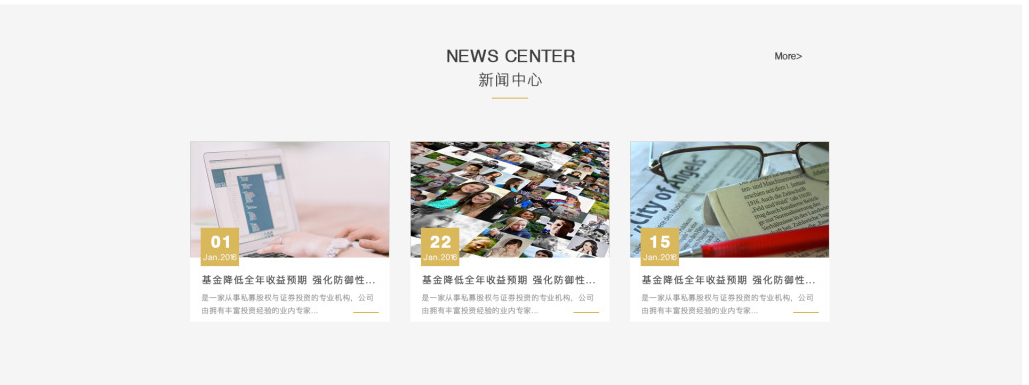 NEWS CENTER
More>
新闻中心
01
Jan.2016
22
Jan.2016
15
Jan.2016
City of Angels
基金降低全年收益预期 强化防御性...
是一家从事私募股权与证券投资的专业机构，公司
由拥有丰富投资经验的业内专家...
基金降低全年收益预期 强化防御性...
是一家从事私募股权与证券投资的专业机构，公司
由拥有丰富投资经验的业内专家...
基金降低全年收益预期 强化防御性...
是一家从事私募股权与证券投资的专业机构，公司
由拥有丰富投资经验的业内专家...